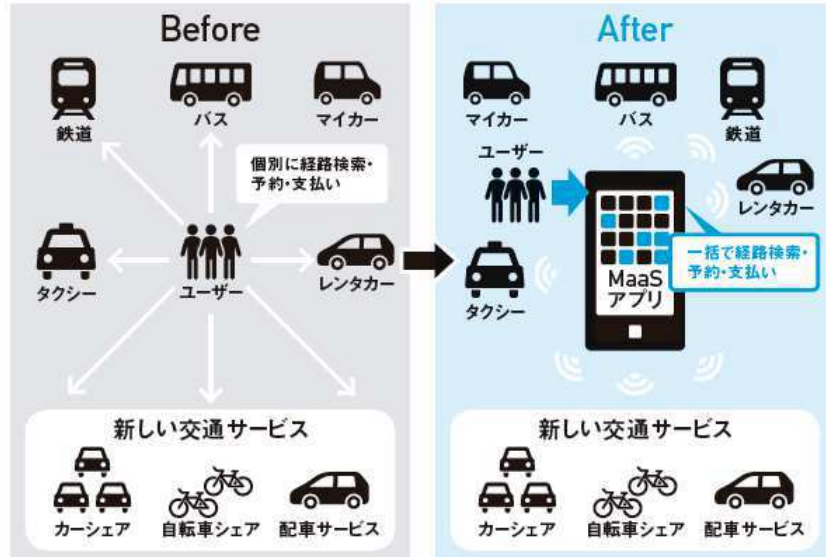 Before
鉄道
バス
マイカー
個別に経路検索・
予約・支払い
タクシー
ユーザー
レンタカー
新しい交通サービス
カーシェア
自転車シェア
配車サービス
After
マイカー
バス
鉄道
ユーザー
レンタカー
一括で経路検索・
予約・支払い
MaaS
アプリ
タクシー
新しい交通サービス
カーシェア
自転車シェア
配車サービス